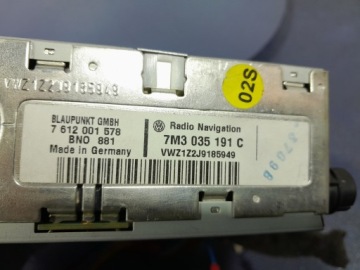 VWZ1Z2J9185949
02S
BLAUPUNKT GMBH
7 612 001 578
BNO 881
Made in Germany
Radio Navigation
7M3 035 191 C
VWZ1Z2J9185949